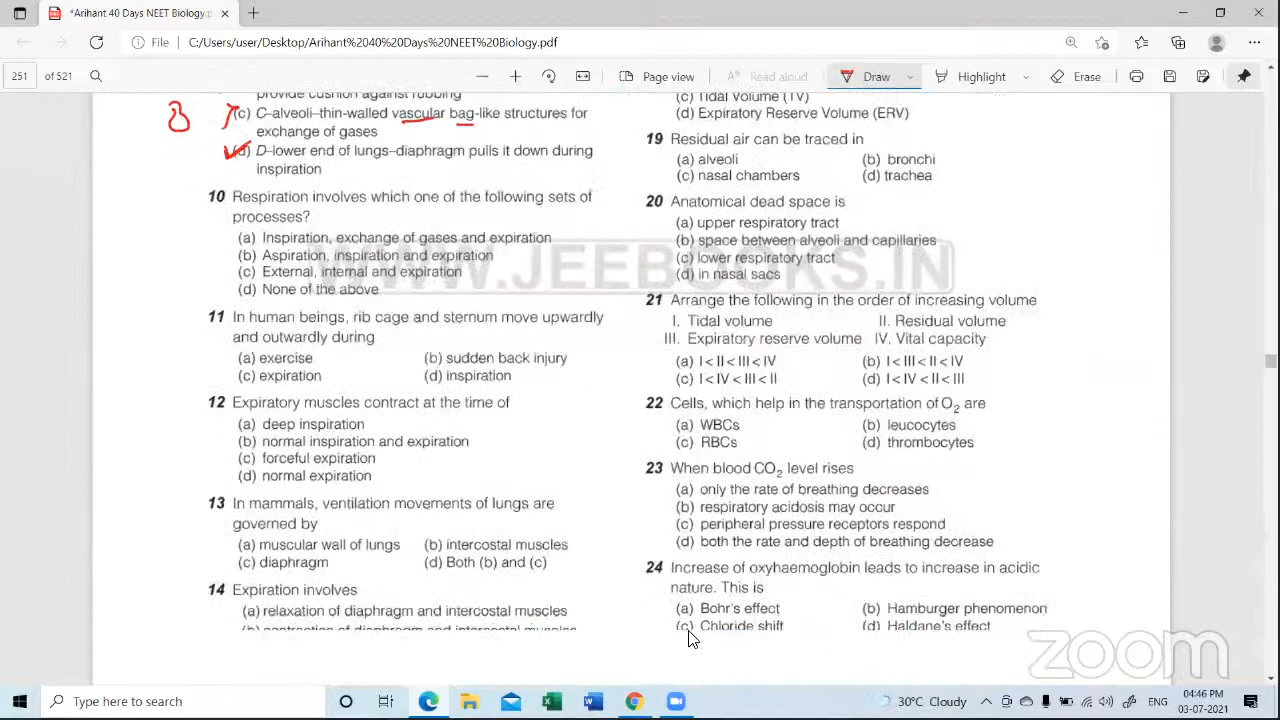 *Arihant 40 Days NEET Biology.p
File
C:/Users/user/Desktop/Arihant%2040%20Days%20NEET%20Biology.pdf
251 of 521
Page view
Read aloud
Draw
Highlight
Erase
provide cushion against rubbing
8
(c) C-alveoli–thin-walled vascular bag-like structures for
exchange of gases
(d) D-lower end of lungs–diaphragm pulls it down during
inspiration
10 Respiration involves which one of the following sets of
processes?
(a) Inspiration, exchange of gases and expiration
(b) Aspiration, inspiration and expiration
(c) External, internal and expiration
(d) None of the above
11 In human beings, rib cage and sternum move upwardly
and outwardly during
(a) exercise (b) sudden back injury
(c) expiration (d) inspiration
12 Expiratory muscles contract at the time of
(a) deep inspiration
(b) normal inspiration and expiration
(c) forceful expiration
(d) normal expiration
13 In mammals, ventilation movements of lungs are
governed by
(a) muscular wall of lungs (b) intercostal muscles
(c) diaphragm (d) Both (b) and (c)
14 Expiration involves
(a) relaxation of diaphragm and intercostal muscles
(b) contraction of diaphragm and intercostal muscles
(c) Tidal Volume (TV)
(d) Expiratory Reserve Volume (ERV)
19 Residual air can be traced in
(a) alveoli (b) bronchi
(c) nasal chambers (d) trachea
20 Anatomical dead space is
(a) upper respiratory tract
(b) space between alveoli and capillaries
(c) lower respiratory tract
(d) in nasal sacs
21 Arrange the following in the order of increasing volume
I. Tidal volume II. Residual volume
III. Expiratory reserve volume IV. Vital capacity
(a) I < II < III < IV (b) I < III < II < IV
(c) I < IV < III < II (d) I < IV < II < III
22 Cells, which help in the transportation of O₂ are
(a) WBCs (b) leucocytes
(c) RBCs (d) thrombocytes
23 When blood CO₂ level rises
(a) only the rate of breathing decreases
(b) respiratory acidosis may occur
(c) peripheral pressure receptors respond
(d) both the rate and depth of breathing decrease
24 Increase of oxyhaemoglobin leads to increase in acidic
nature. This is
(a) Bohr's effect (b) Hamburger phenomenon
(c) Chloride shift (d) Haldane's effect
WWW.JEEBOOKS.IN
zoom
Type here to search
30°C Cloudy
ENG
04:46 PM
03-07-2021